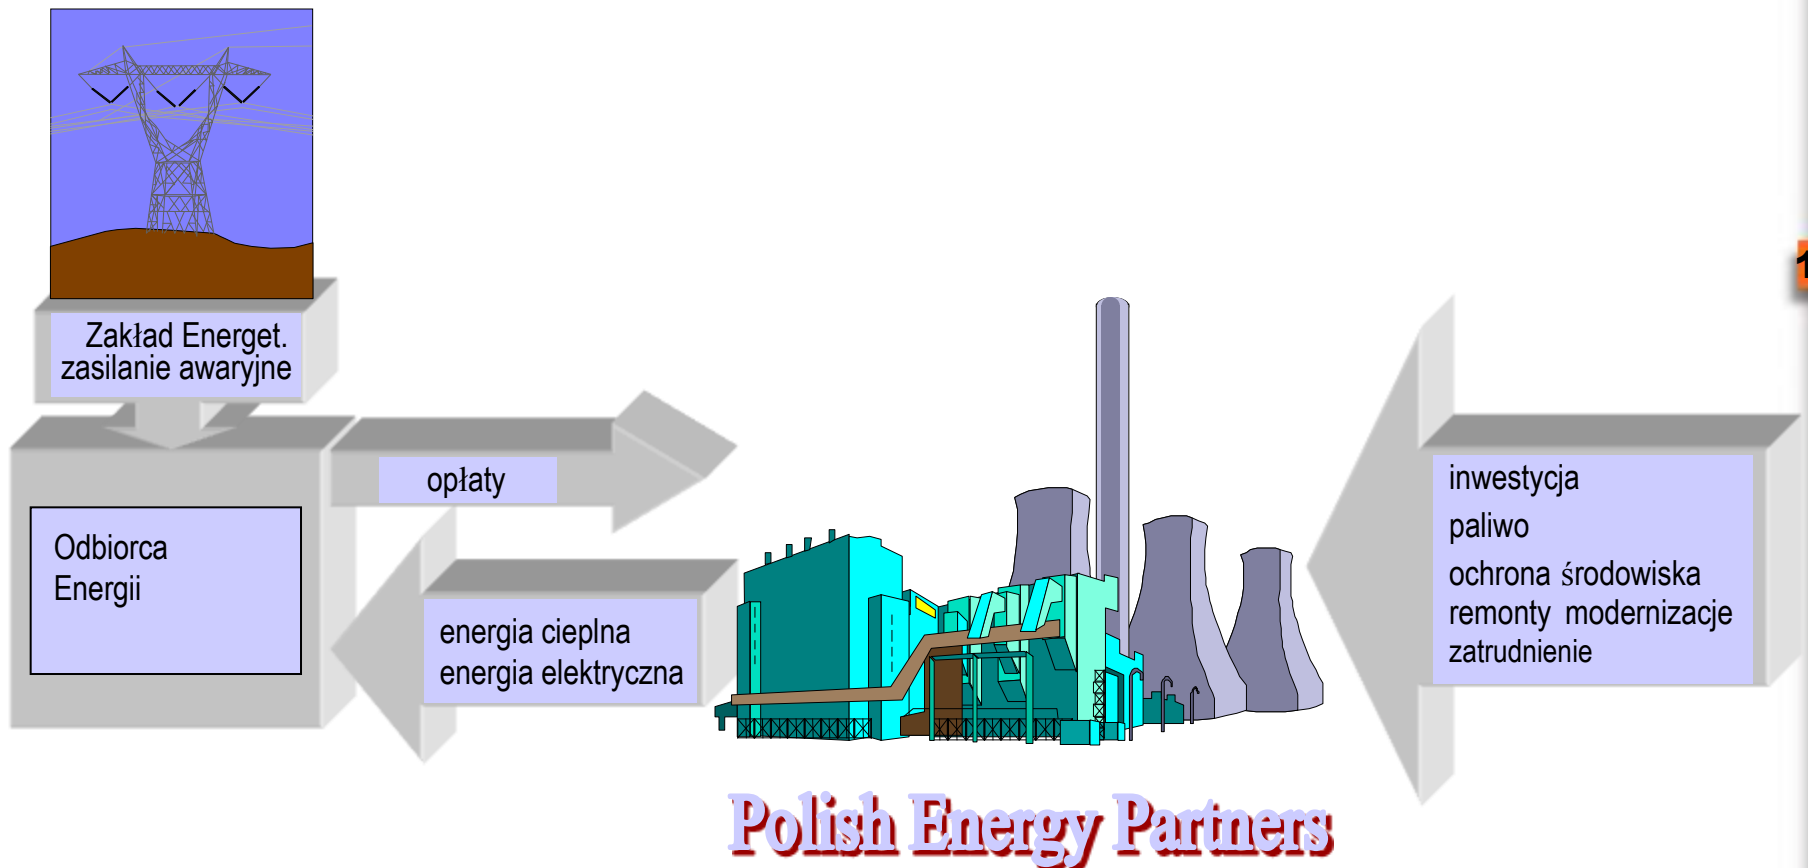 Zakład Energet.
zasilanie awaryjne
opłaty
Odbiorca
Energii
energia cieplna
energia elektryczna
inwestycja
paliwo
ochrona środowiska
remonty modernizacje
zatrudnienie
Polish Energy Partners